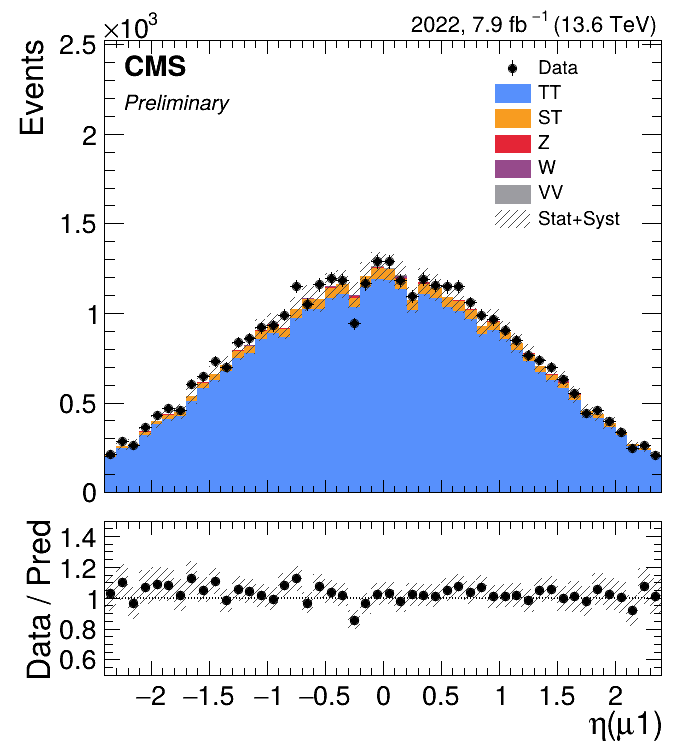 ×10³
2022, 7.9 fb⁻¹ (13.6 TeV)
Events
2.5
2
1.5
1
0.5
0
CMS
Preliminary
Data
TT
ST
Z
W
VV
Stat+Syst
Data / Pred
1.4
1.2
1
0.8
0.6
−2 −1.5 −1 −0.5 0 0.5 1 1.5 2
η(μ1)